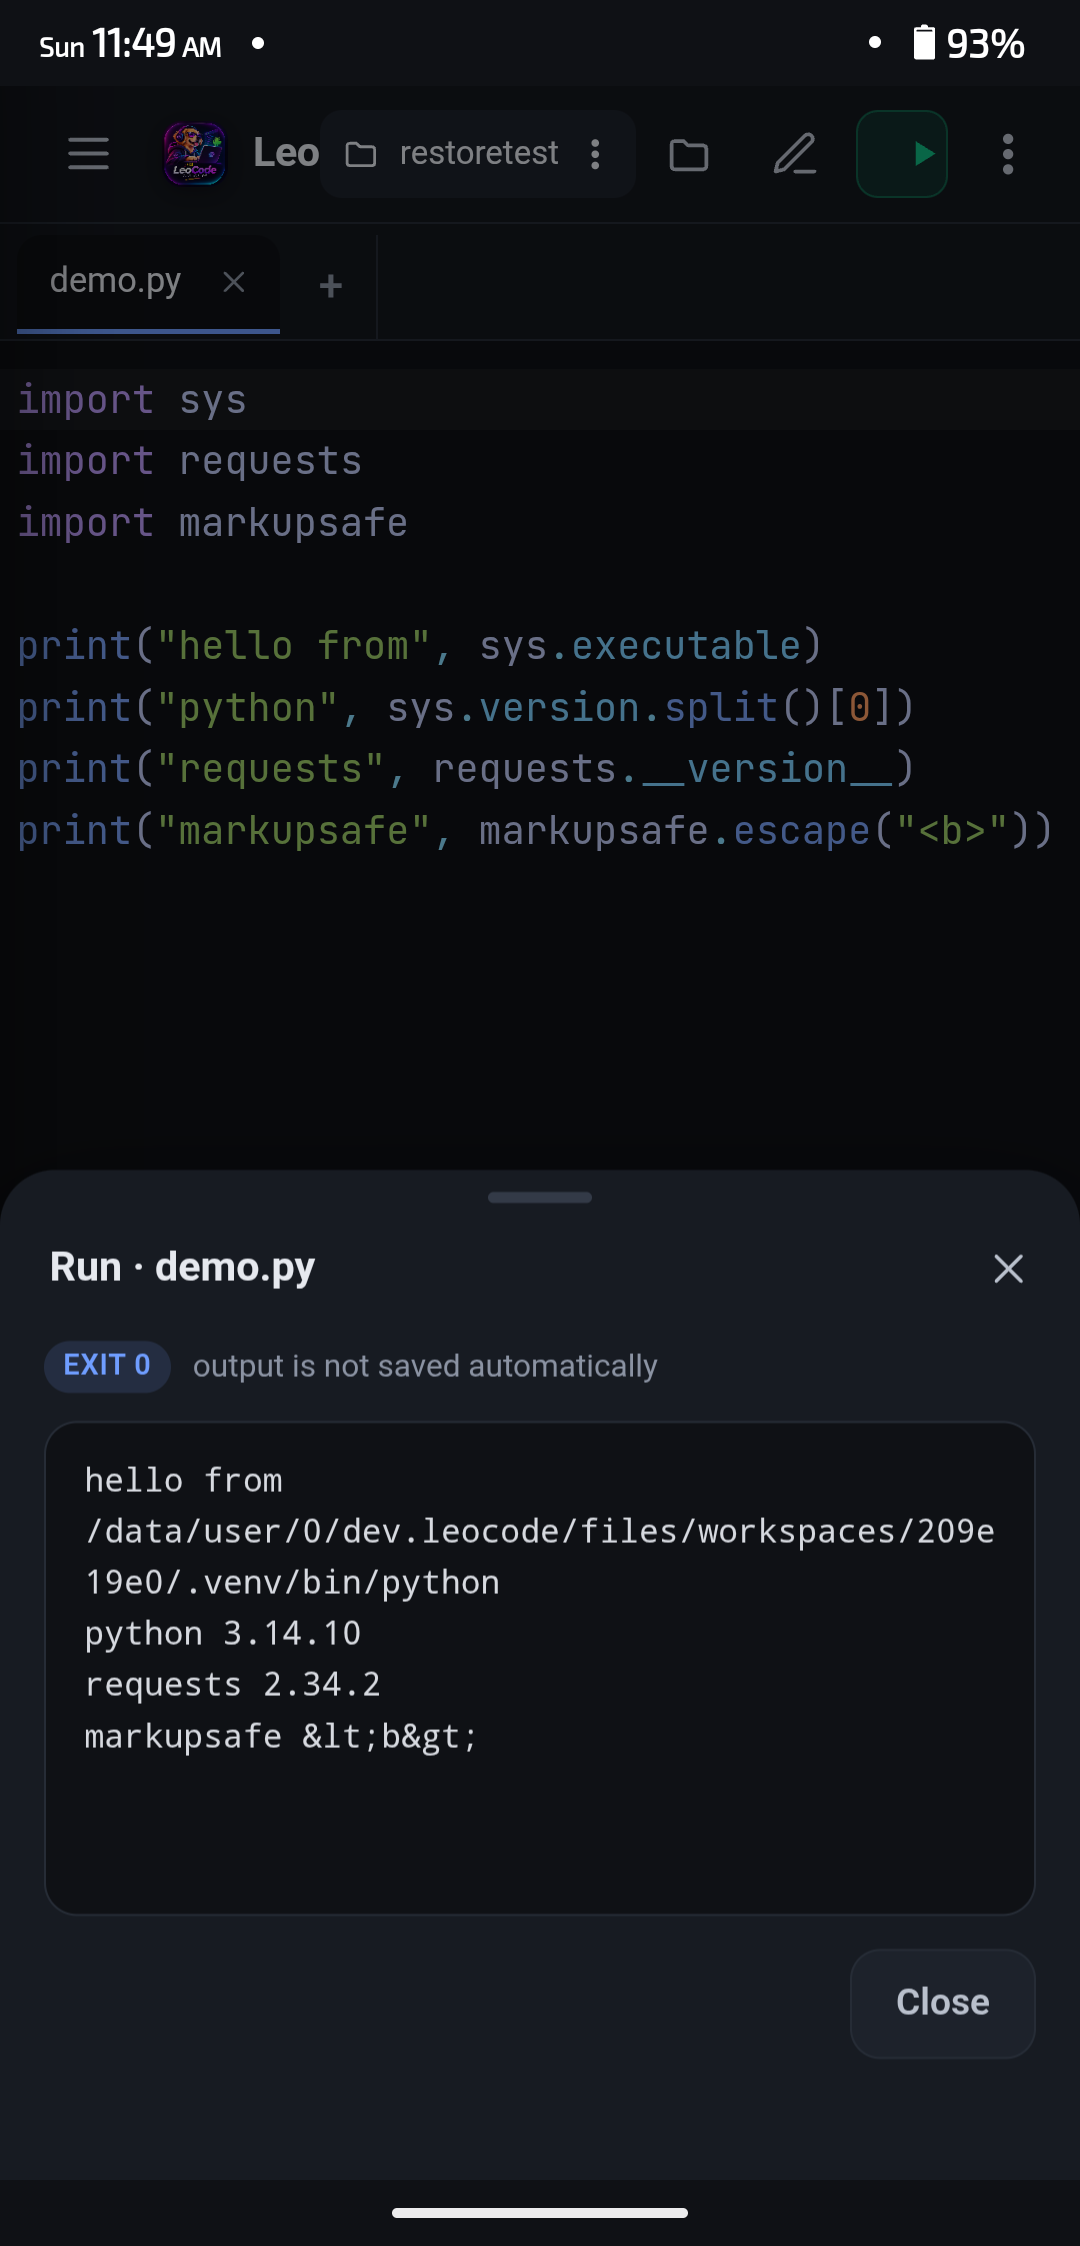 Sun 11:49 AM
93%
LeoCode
Leo
restoretest
demo.py
+
import sys
import requests
import markupsafe
print("hello from", sys.executable)
print("python", sys.version.split()[0])
print("requests", requests.__version__)
print("markupsafe", markupsafe.escape("<b>"))
Run · demo.py
EXIT 0
output is not saved automatically
hello from
/data/user/0/dev.leocode/files/workspaces/209e
19e0/.venv/bin/python
python 3.14.10
requests 2.34.2
markupsafe &lt;b&gt;
Close